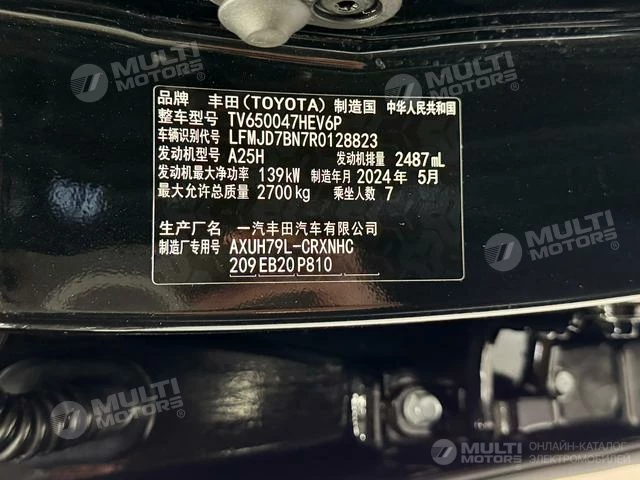 MULTI MOTORS
MULTI MOTORS
MULTI MOTORS
品牌 丰田(TOYOTA) 制造国 中华人民共和国
整车型号 TV650047HEV6P
车辆识别代号 LFMJD7BN7R0128823
发动机型号 A25H 发动机排量 2487mL
发动机最大净功率 139kW 制造年月 2024年 5月
最大允许总质量 2700kg 乘坐人数 7
生产厂名 一汽丰田汽车有限公司
制造厂专用号 AXUH79L-CRXNHC
209 EB20 P810
MULTI MOTORS
MULTI MOTORS
MULTI MOTORS
MULTI MOTORS
MULTI MOTORS ОНЛАЙН-КАТАЛОГ ЭЛЕКТРОМОБИЛЕЙ